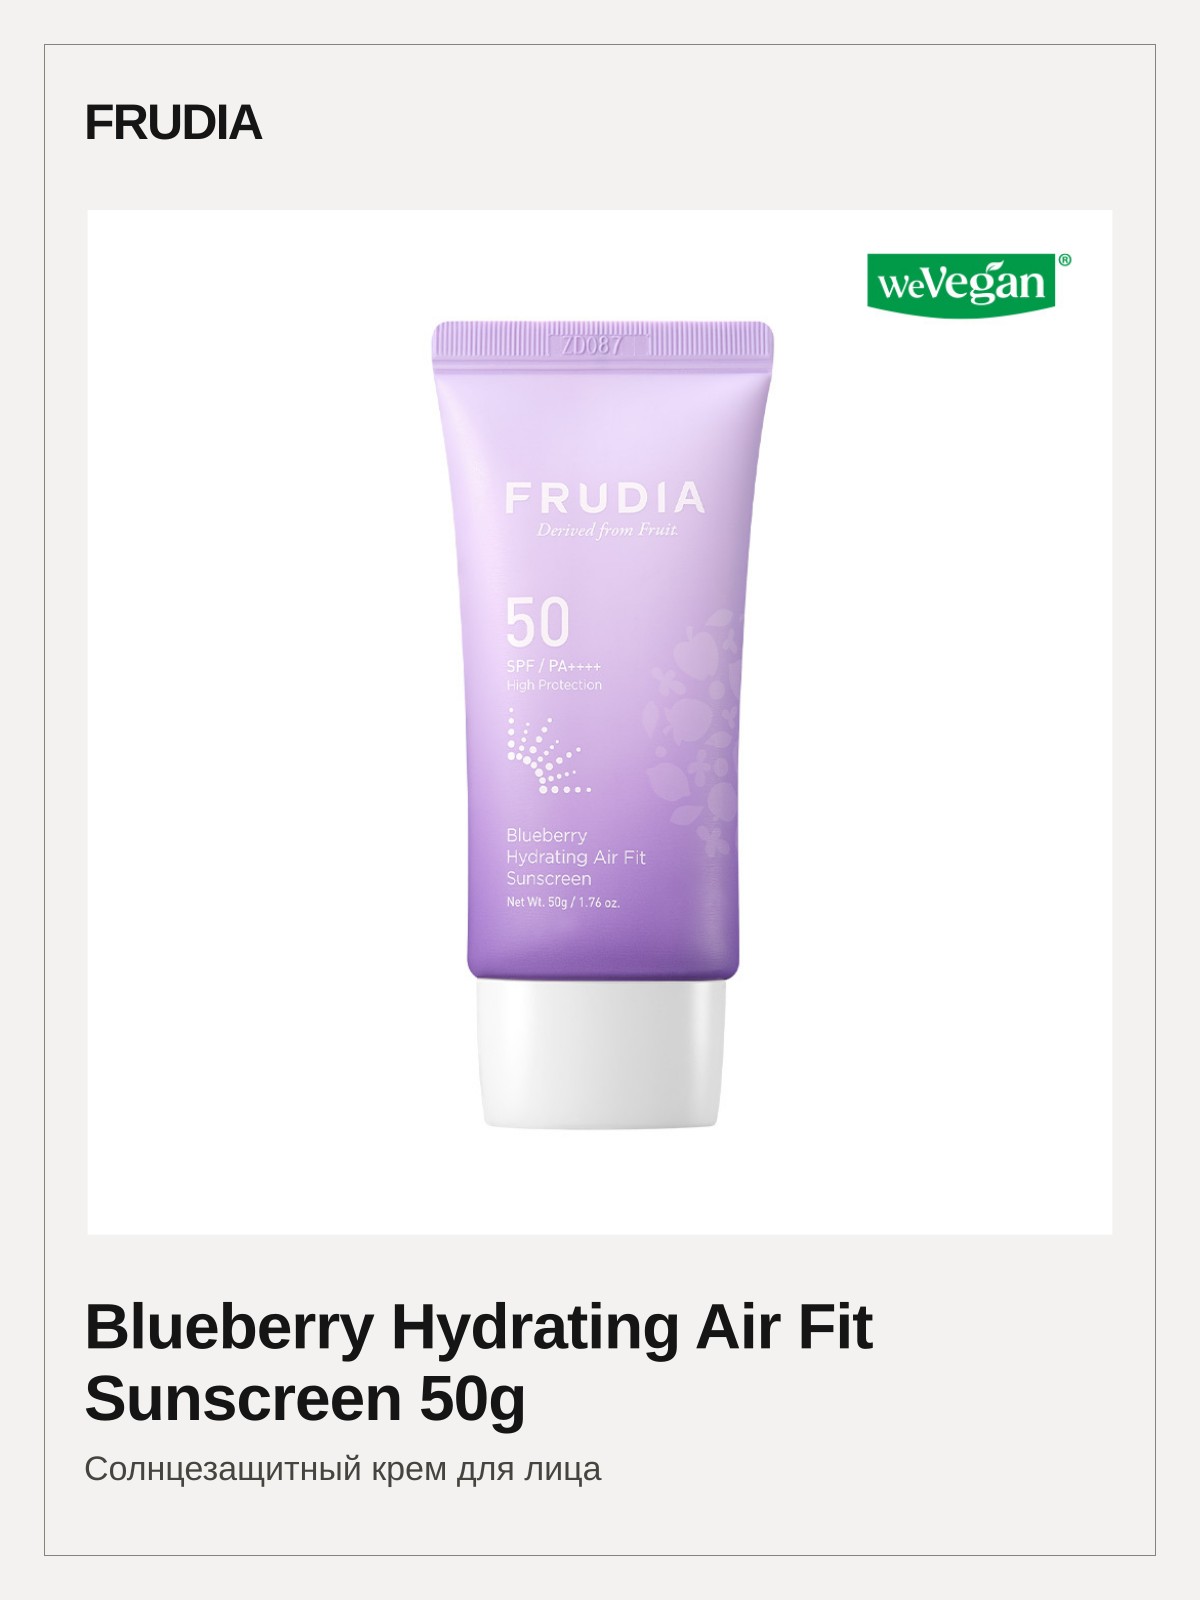 FRUDIA
weVegan®
ZD087
FRUDIA
Derived from Fruit.
50
SPF / PA++++
High Protection
Blueberry
Hydrating Air Fit
Sunscreen
Net Wt. 50g / 1.76 oz.
Blueberry Hydrating Air Fit
Sunscreen 50g
Солнцезащитный крем для лица